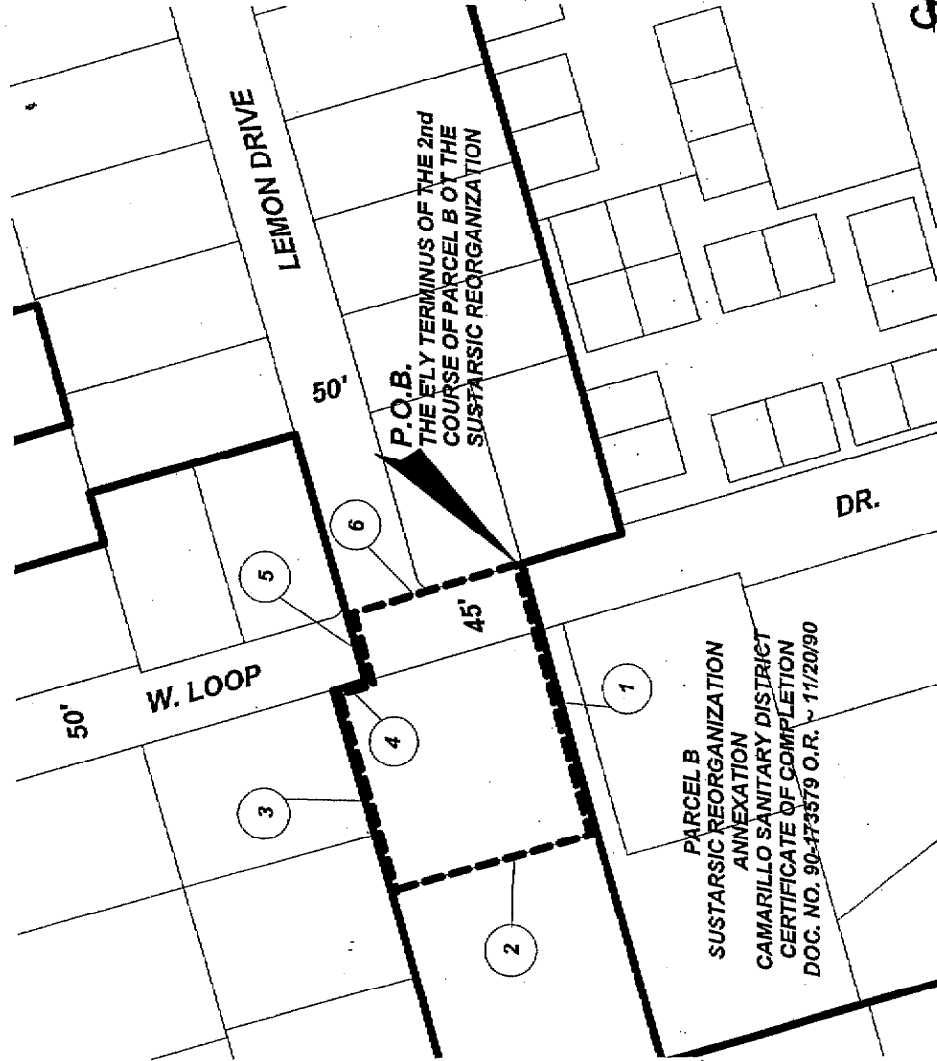 LEMON DRIVE
50'
P.O.B.
THE E'LY TERMINUS OF THE 2nd
COURSE OF PARCEL B OT THE
SUSTARSIC REORGANIZATION
6
5
45'
50'
W. LOOP
4
3
1
2
DR.
PARCEL B
SUSTARSIC REORGANIZATION
ANNEXATION
CAMARILLO SANITARY DISTRICT
CERTIFICATE OF COMPLETION
DOC. NO. 90-173579 O.R. ~ 11/20/90